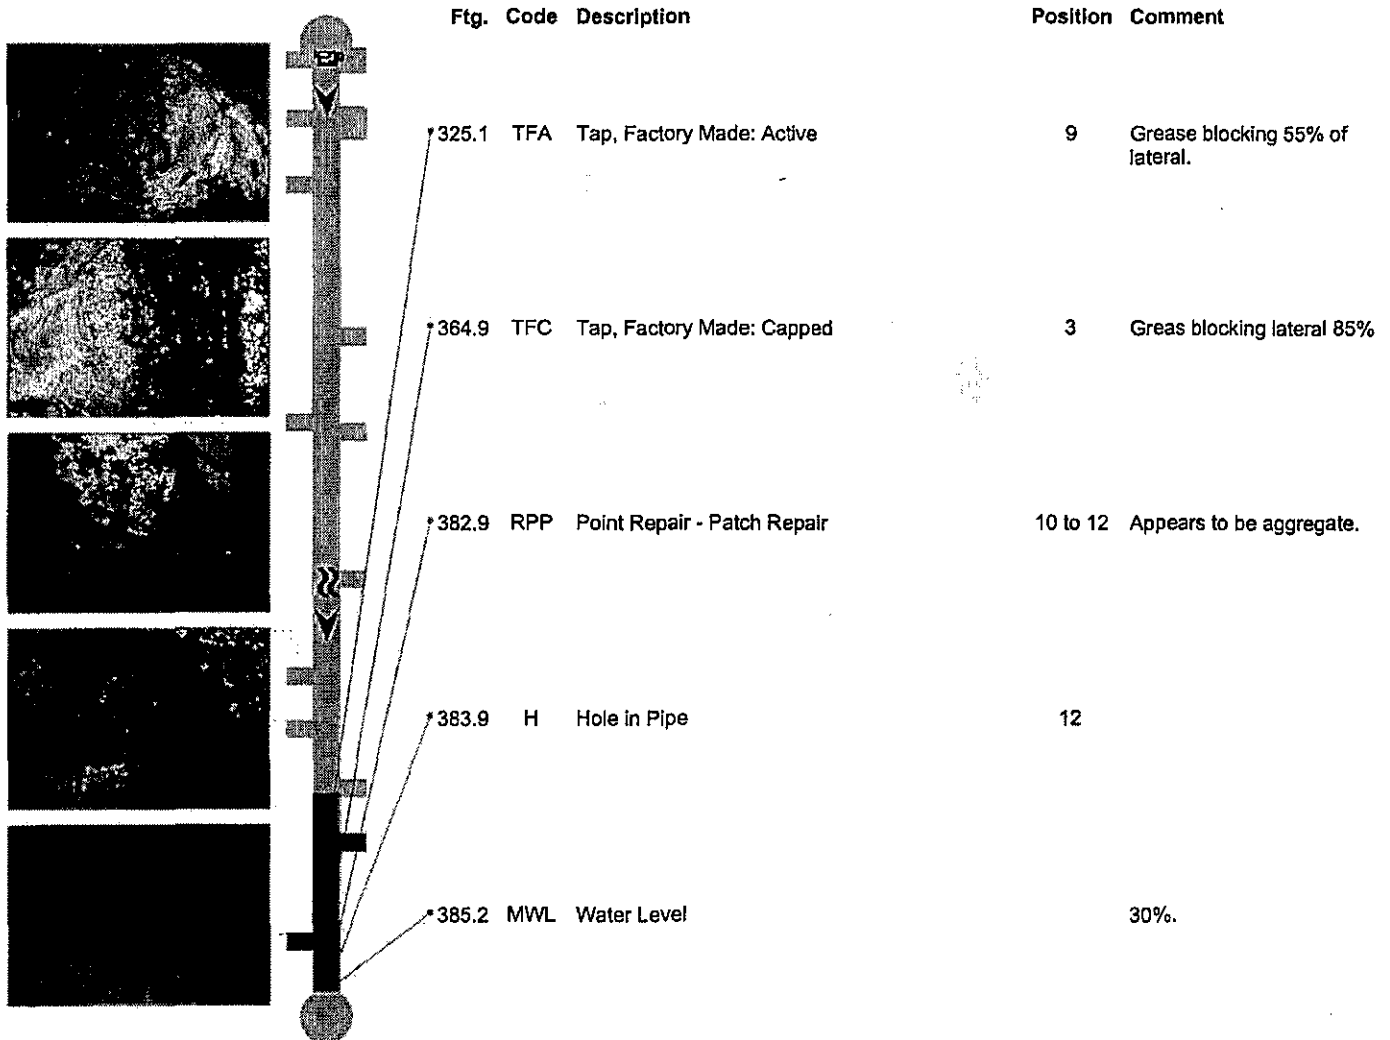 Ftg. Code Description Position Comment
325.1 TFA Tap, Factory Made: Active 9 Grease blocking 55% of
lateral.
364.9 TFC Tap, Factory Made: Capped 3 Greas blocking lateral 85%
382.9 RPP Point Repair - Patch Repair 10 to 12 Appears to be aggregate.
383.9 H Hole in Pipe 12
385.2 MWL Water Level 30%.